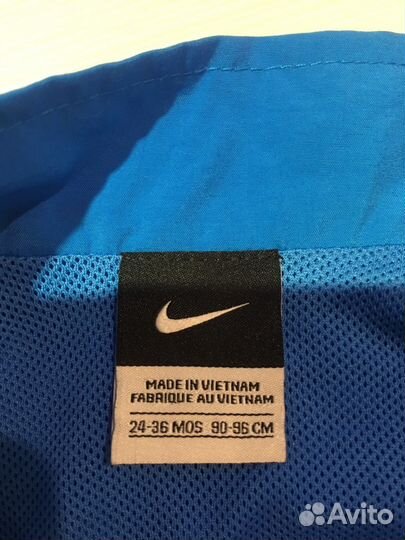 MADE IN VIETNAM
FABRIQUE AU VIETNAM
24-36 MOS 90-96 CM
Avito